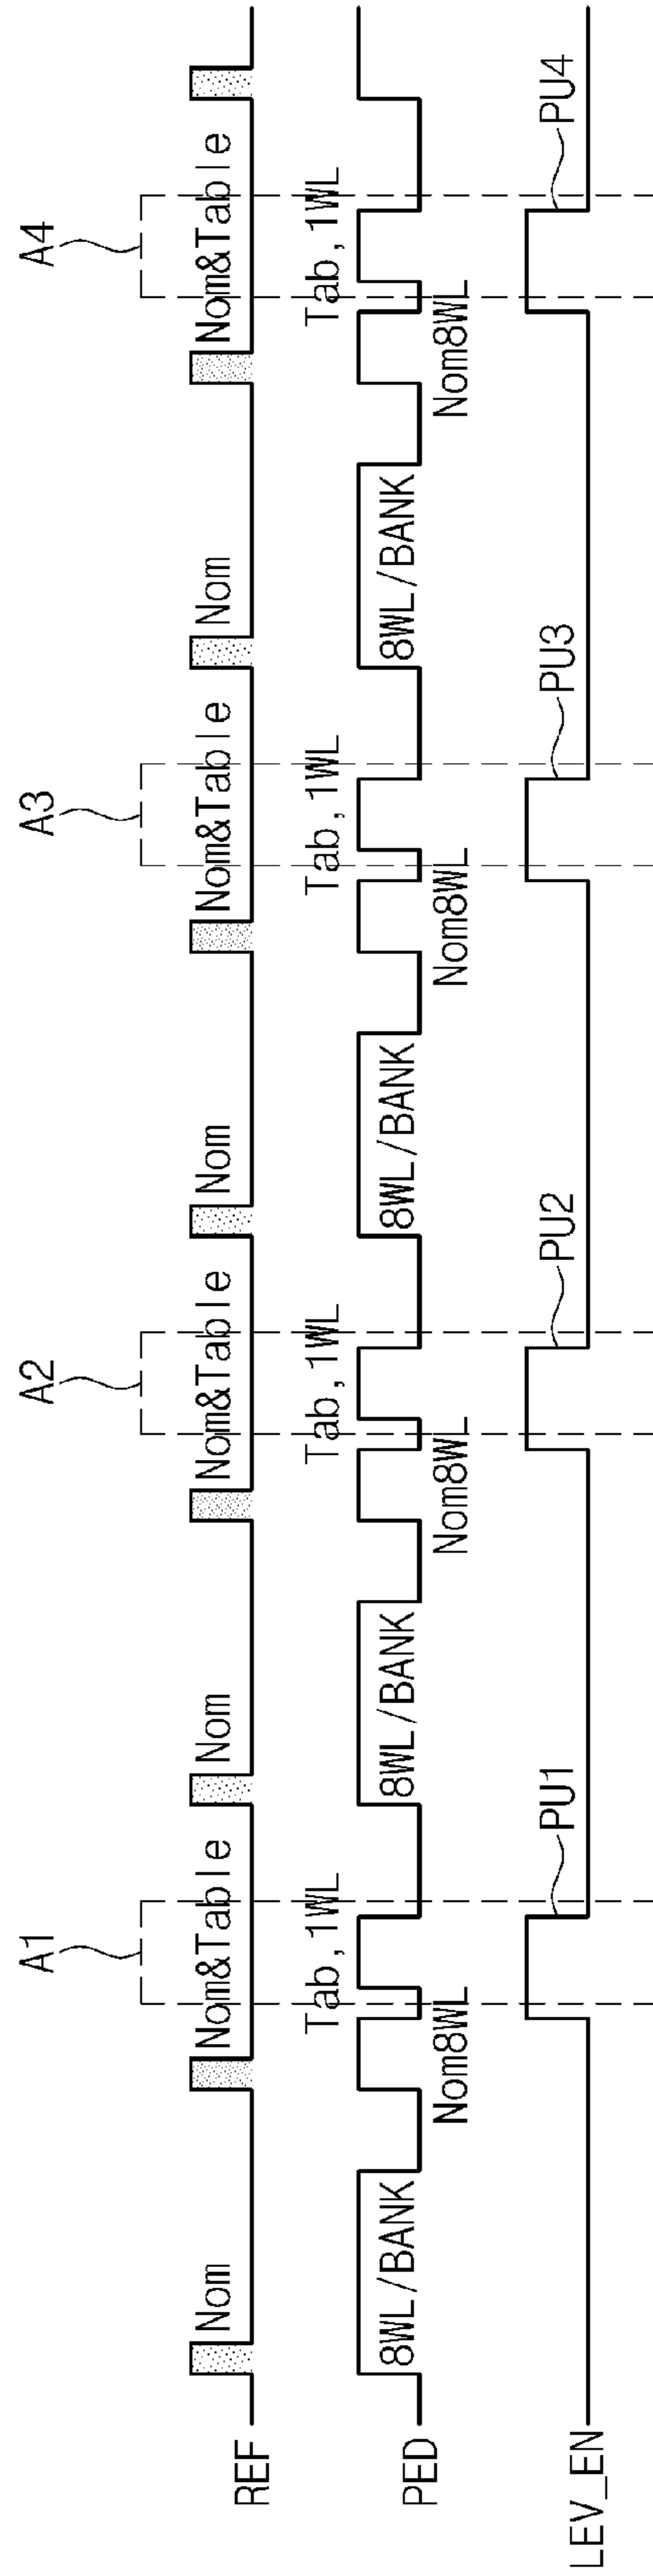 A1
A2
A3
A4
REF
Nom
Nom&Table
Nom
Nom&Table
Nom
Nom&Table
Nom
Nom&Table
Tab,1WL
Tab,1WL
Tab,1WL
Tab,1WL
PED
8WL/BANK
8WL/BANK
8WL/BANK
8WL/BANK
Nom8WL
Nom8WL
Nom8WL
Nom8WL
PU1
PU2
PU3
PU4
LEV_EN